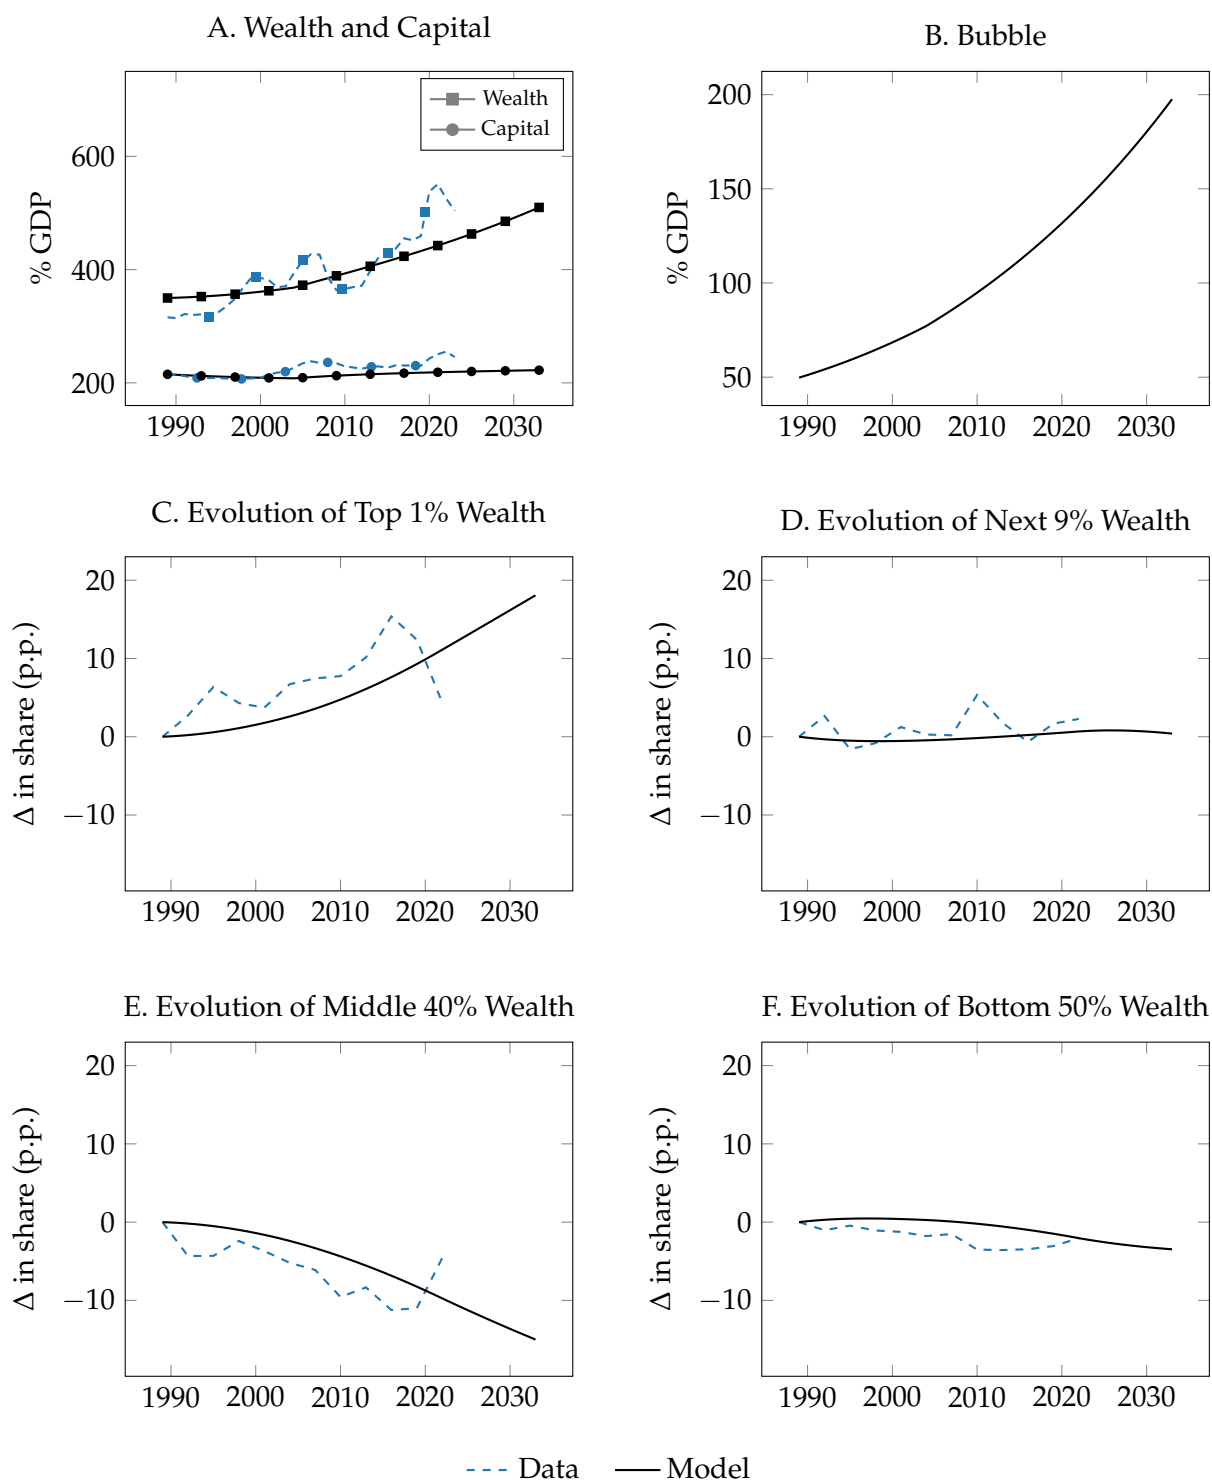 A. Wealth and Capital
% GDP
600
400
200
1990 2000 2010 2020 2030
Wealth
Capital
B. Bubble
% GDP
200
150
100
50
1990 2000 2010 2020 2030
C. Evolution of Top 1% Wealth
Δ in share (p.p.)
20
10
0
−10
1990 2000 2010 2020 2030
D. Evolution of Next 9% Wealth
Δ in share (p.p.)
20
10
0
−10
1990 2000 2010 2020 2030
E. Evolution of Middle 40% Wealth
Δ in share (p.p.)
20
10
0
−10
1990 2000 2010 2020 2030
F. Evolution of Bottom 50% Wealth
Δ in share (p.p.)
20
10
0
−10
1990 2000 2010 2020 2030
Data Model